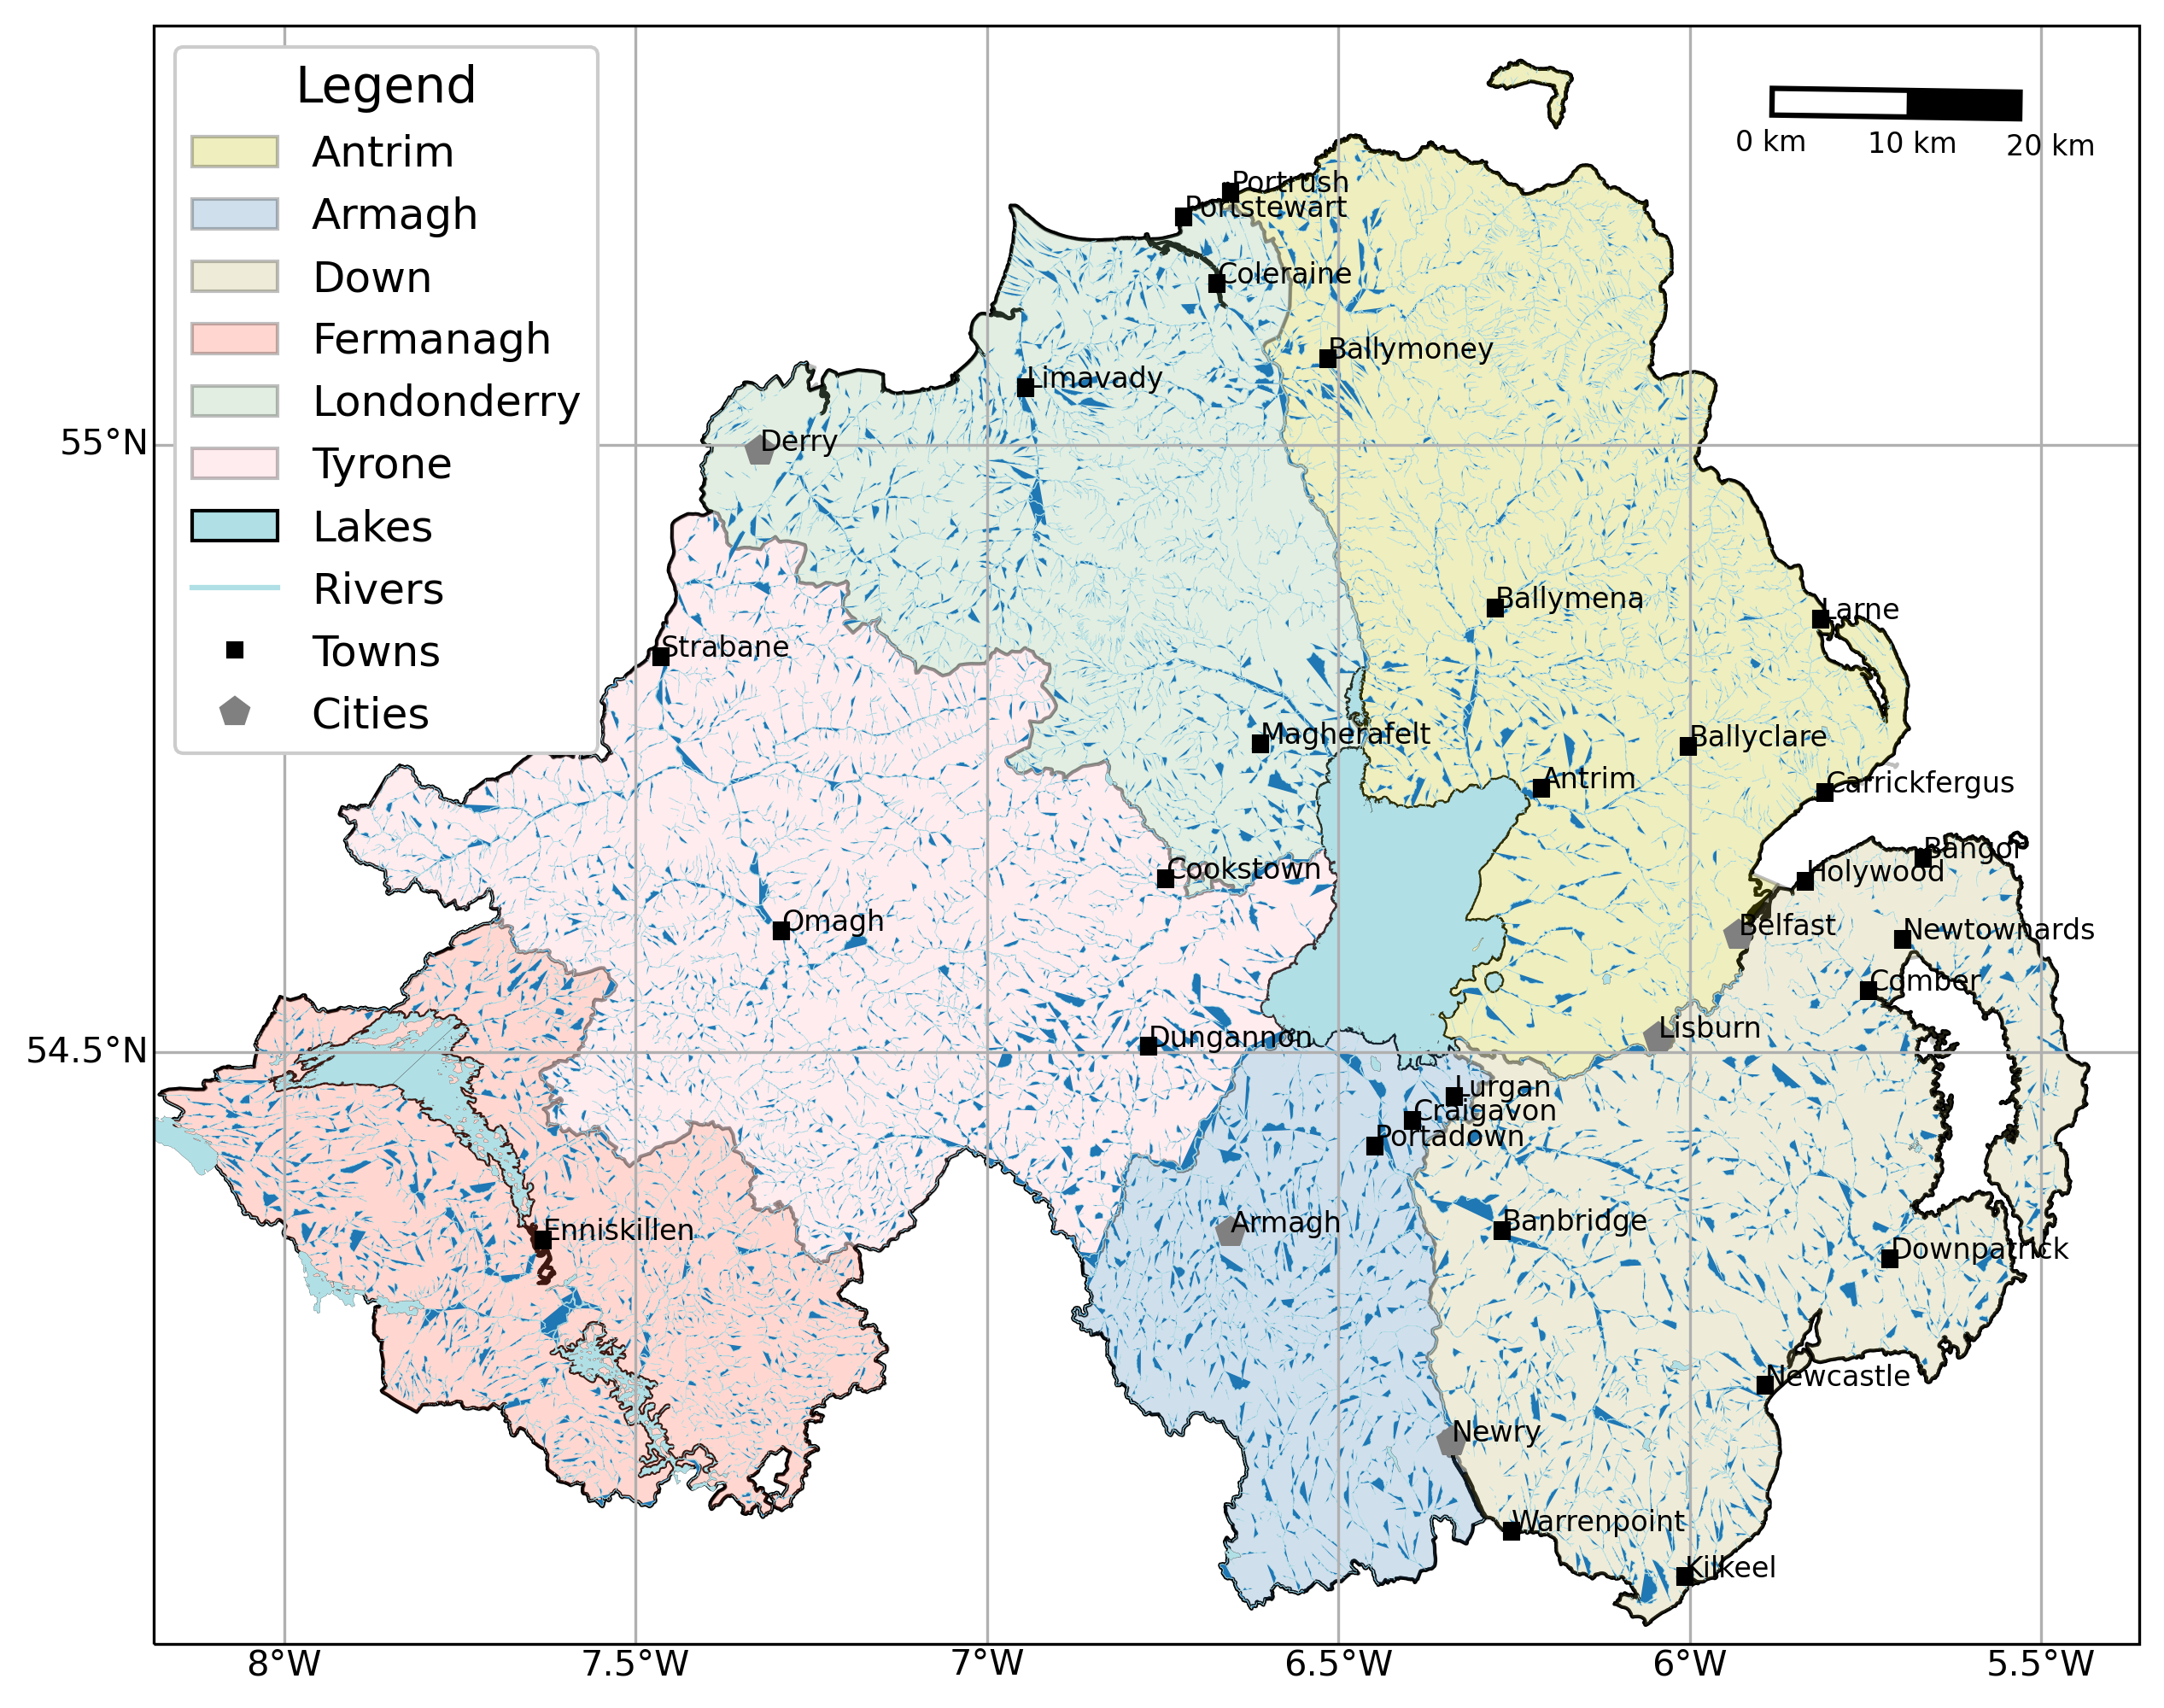 Legend
Antrim
Armagh
Down
Fermanagh
Londonderry
Tyrone
Lakes
Rivers
Towns
Cities
0 km 10 km 20 km
Portrush
Portstewart
Coleraine
Ballymoney
Limavady
Derry
55°N
Ballymena
Larne
Strabane
Magherafelt
Ballyclare
Antrim
Carrickfergus
Bangor
Holywood
Cookstown
Omagh
Belfast
Newtownards
Comber
Lisburn
Dungannon
54.5°N
Lurgan
Craigavon
Portadown
Armagh
Banbridge
Enniskillen
Downpatrick
Newcastle
Newry
Warrenpoint
Kilkeel
8°W 7.5°W 7°W 6.5°W 6°W 5.5°W